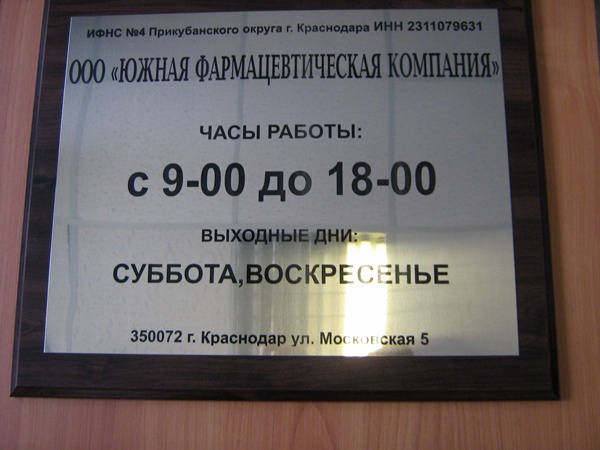 ИФНС №4 Прикубанского округа г. Краснодара ИНН 2311079631
ООО «ЮЖНАЯ ФАРМАЦЕВТИЧЕСКАЯ КОМПАНИЯ»
ЧАСЫ РАБОТЫ:
с 9-00 до 18-00
ВЫХОДНЫЕ ДНИ:
СУББОТА,ВОСКРЕСЕНЬЕ
350072 г. Краснодар ул. Московская 5